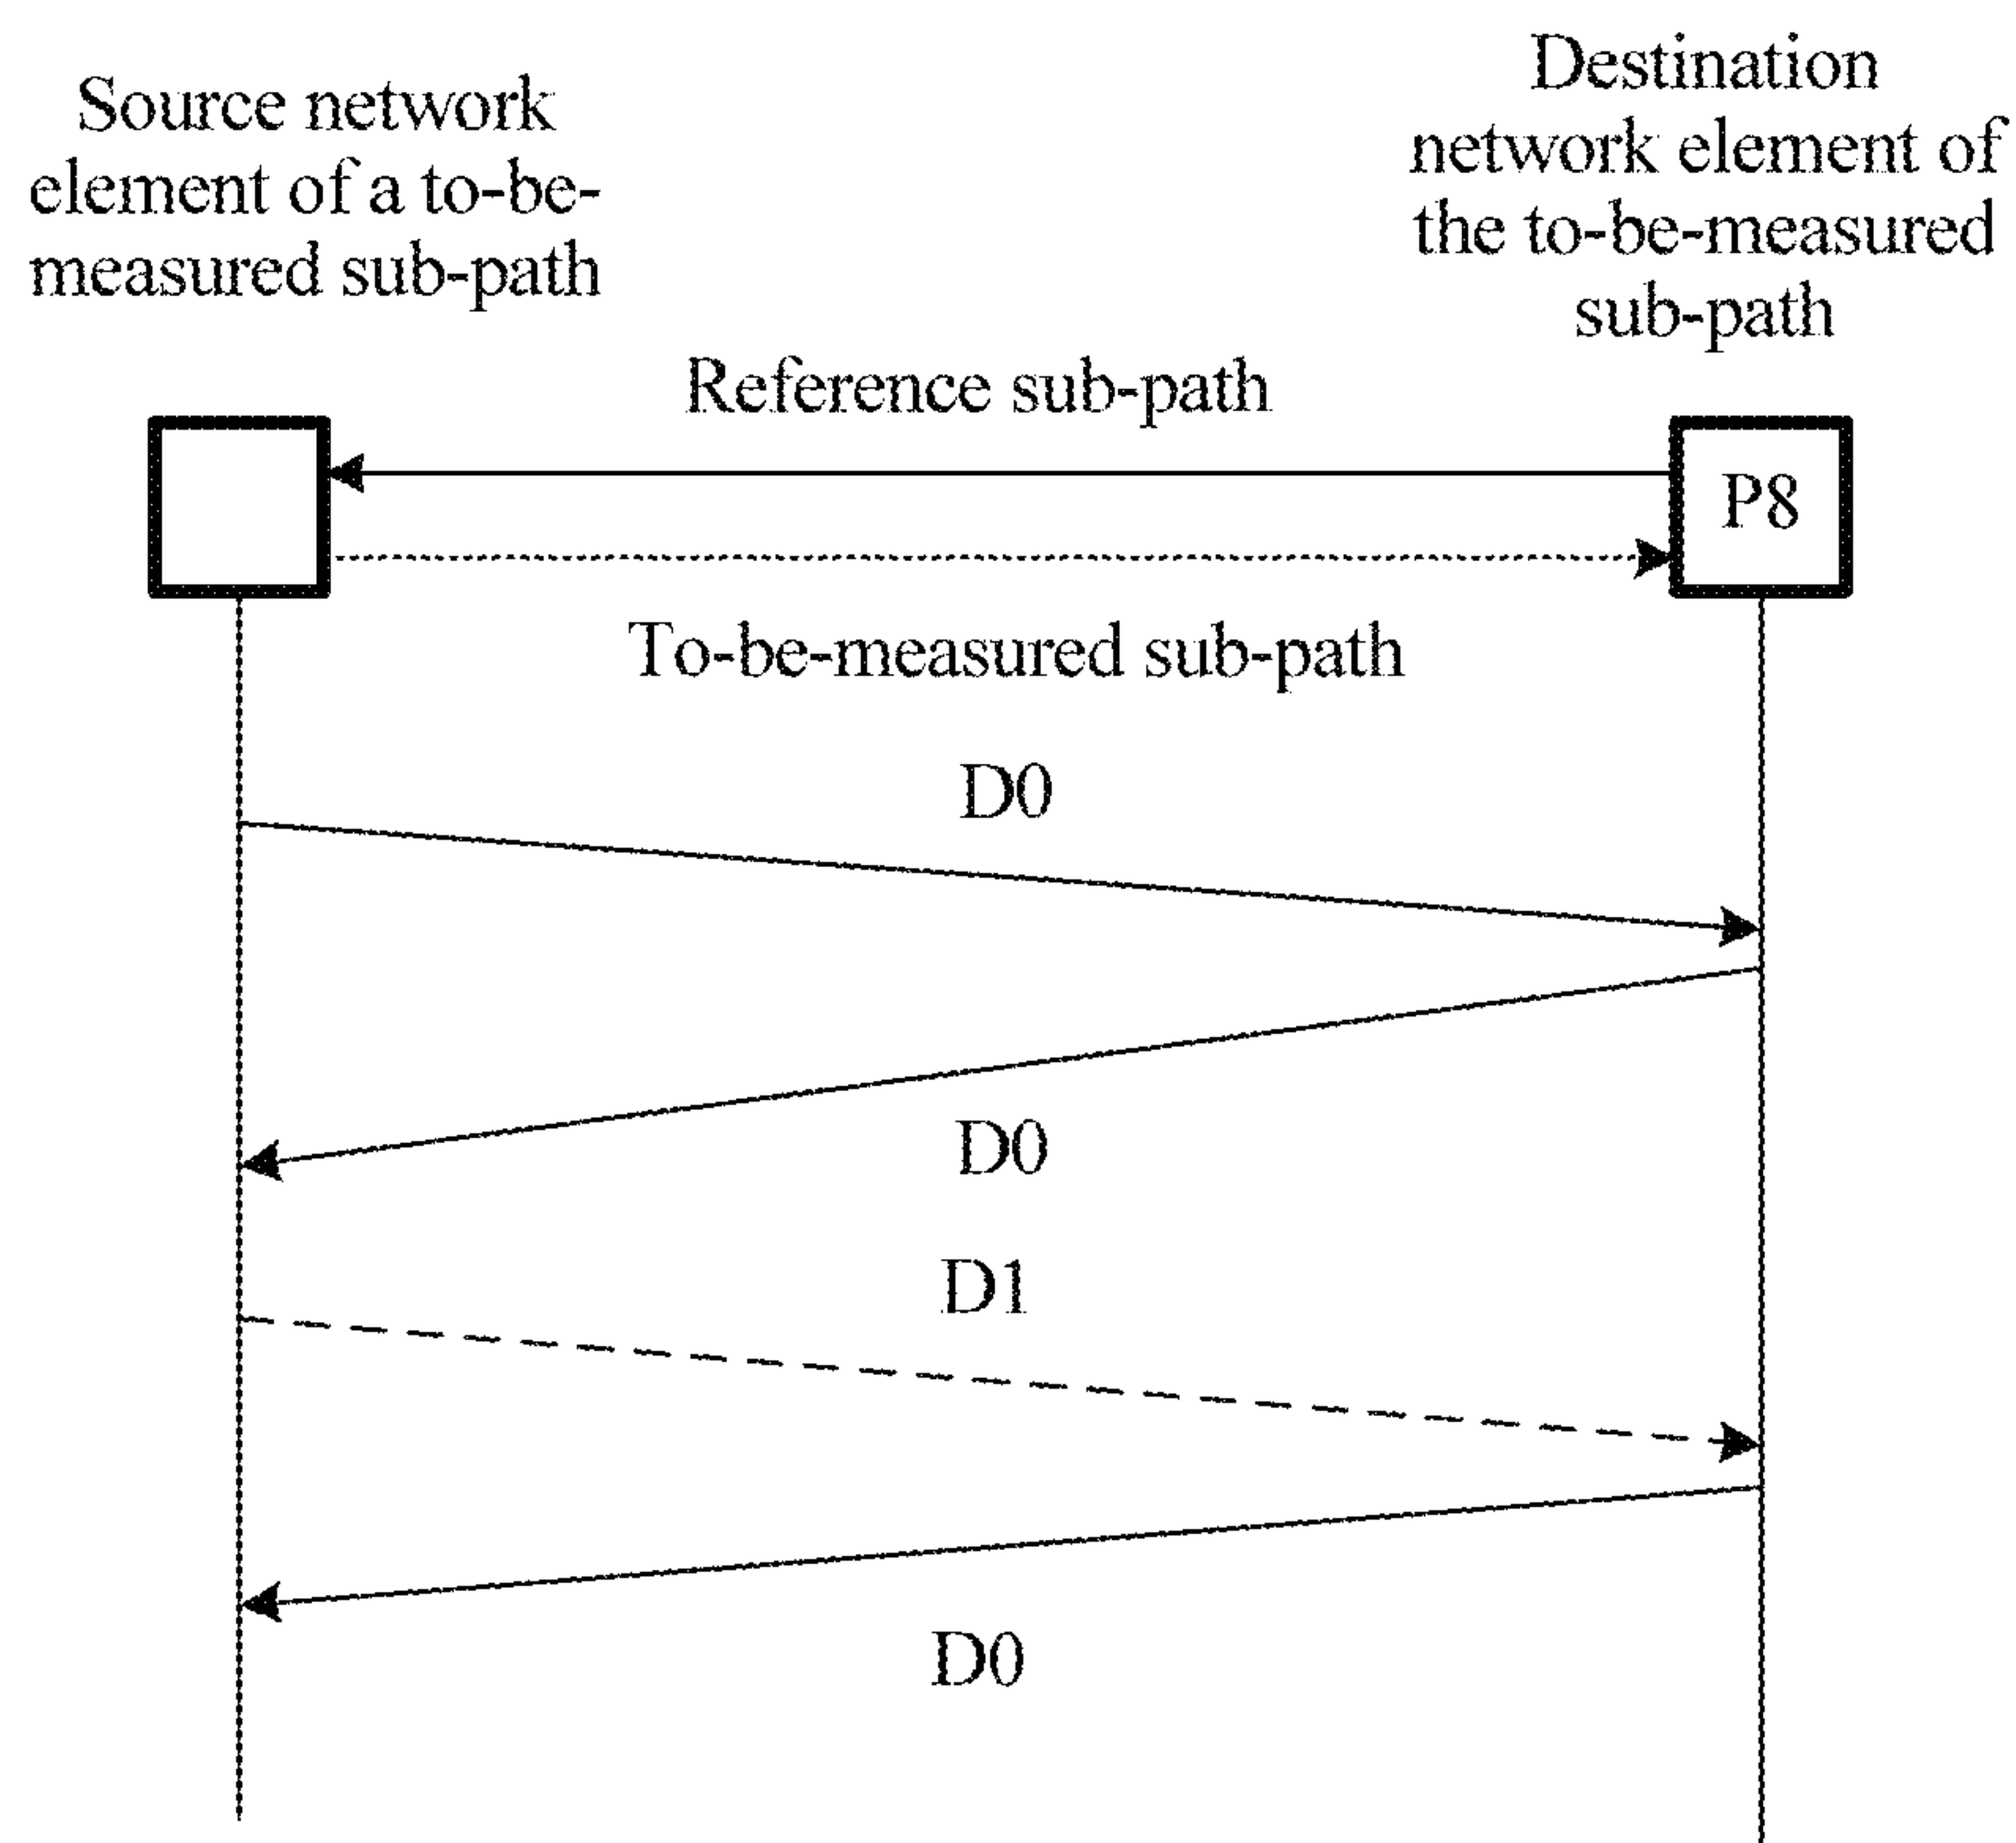 Source network
element of a to-be-
measured sub-path
Destination
network element of
the to-be-measured
sub-path
Reference sub-path
P8
To-be-measured sub-path
D0
D0
D1
D0